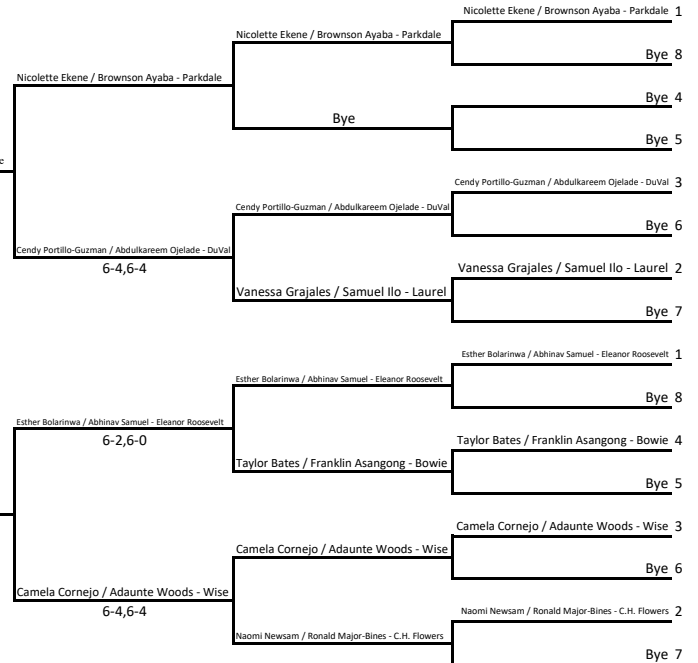 Nicolette Ekene / Brownson Ayaba - Parkdale 1
Nicolette Ekene / Brownson Ayaba - Parkdale
Bye 8
Nicolette Ekene / Brownson Ayaba - Parkdale
Bye 4
Bye
Bye 5
e
Cendy Portillo-Guzman / Abdulkareem Ojelade - DuVal 3
Cendy Portillo-Guzman / Abdulkareem Ojelade - DuVal
Bye 6
Cendy Portillo-Guzman / Abdulkareem Ojelade - DuVal
6-4,6-4
Vanessa Grajales / Samuel Ilo - Laurel 2
Vanessa Grajales / Samuel Ilo - Laurel
Bye 7
Esther Bolarinwa / Abhinav Samuel - Eleanor Roosevelt 1
Esther Bolarinwa / Abhinav Samuel - Eleanor Roosevelt
Bye 8
Esther Bolarinwa / Abhinav Samuel - Eleanor Roosevelt
6-2,6-0
Taylor Bates / Franklin Asangong - Bowie 4
Taylor Bates / Franklin Asangong - Bowie
Bye 5
Camela Cornejo / Adaunte Woods - Wise 3
Camela Cornejo / Adaunte Woods - Wise
Bye 6
Camela Cornejo / Adaunte Woods - Wise
6-4,6-4
Naomi Newsam / Ronald Major-Bines - C.H. Flowers 2
Naomi Newsam / Ronald Major-Bines - C.H. Flowers
Bye 7